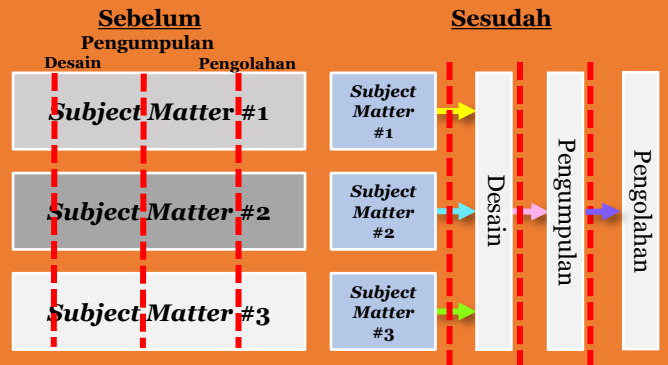 Sebelum
Pengumpulan
Desain
Pengolahan
Subject Matter #1
Subject Matter #2
Subject Matter #3
Sesudah
Subject
Matter
#1
Subject
Matter
#2
Subject
Matter
#3
Desain
Pengumpulan
Pengolahan